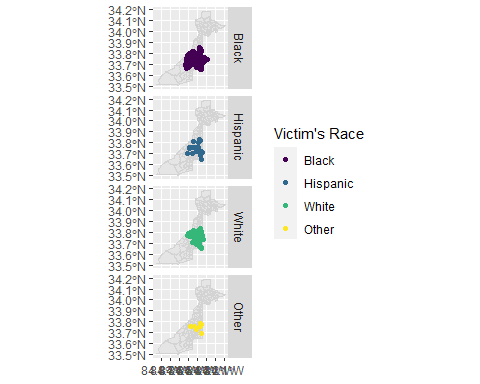 34.2°N
34.1°N
34.0°N
33.9°N
33.8°N
33.7°N
33.6°N
33.5°N
Black
34.2°N
34.1°N
34.0°N
33.9°N
33.8°N
33.7°N
33.6°N
33.5°N
Hispanic
34.2°N
34.1°N
34.0°N
33.9°N
33.8°N
33.7°N
33.6°N
33.5°N
White
34.2°N
34.1°N
34.0°N
33.9°N
33.8°N
33.7°N
33.6°N
33.5°N
Other
Victim's Race
Black
Hispanic
White
Other